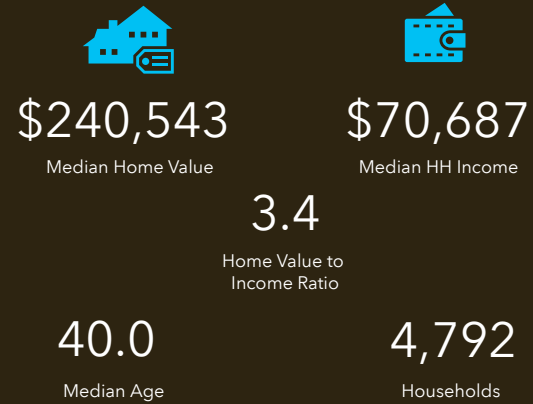 $240,543
$70,687
Median Home Value
Median HH Income
3.4
Home Value to
Income Ratio
40.0
4,792
Median Age
Households